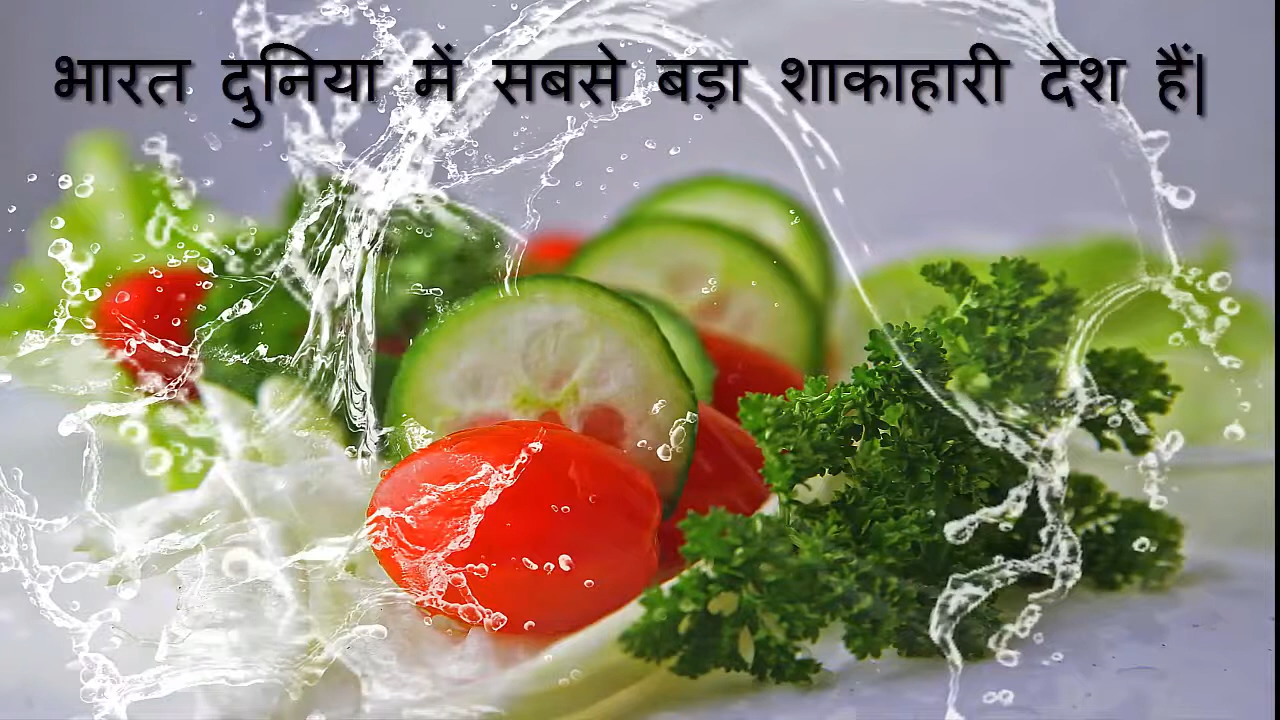 भारत दुनिया में सबसे बड़ा शाकाहारी देश हैं|